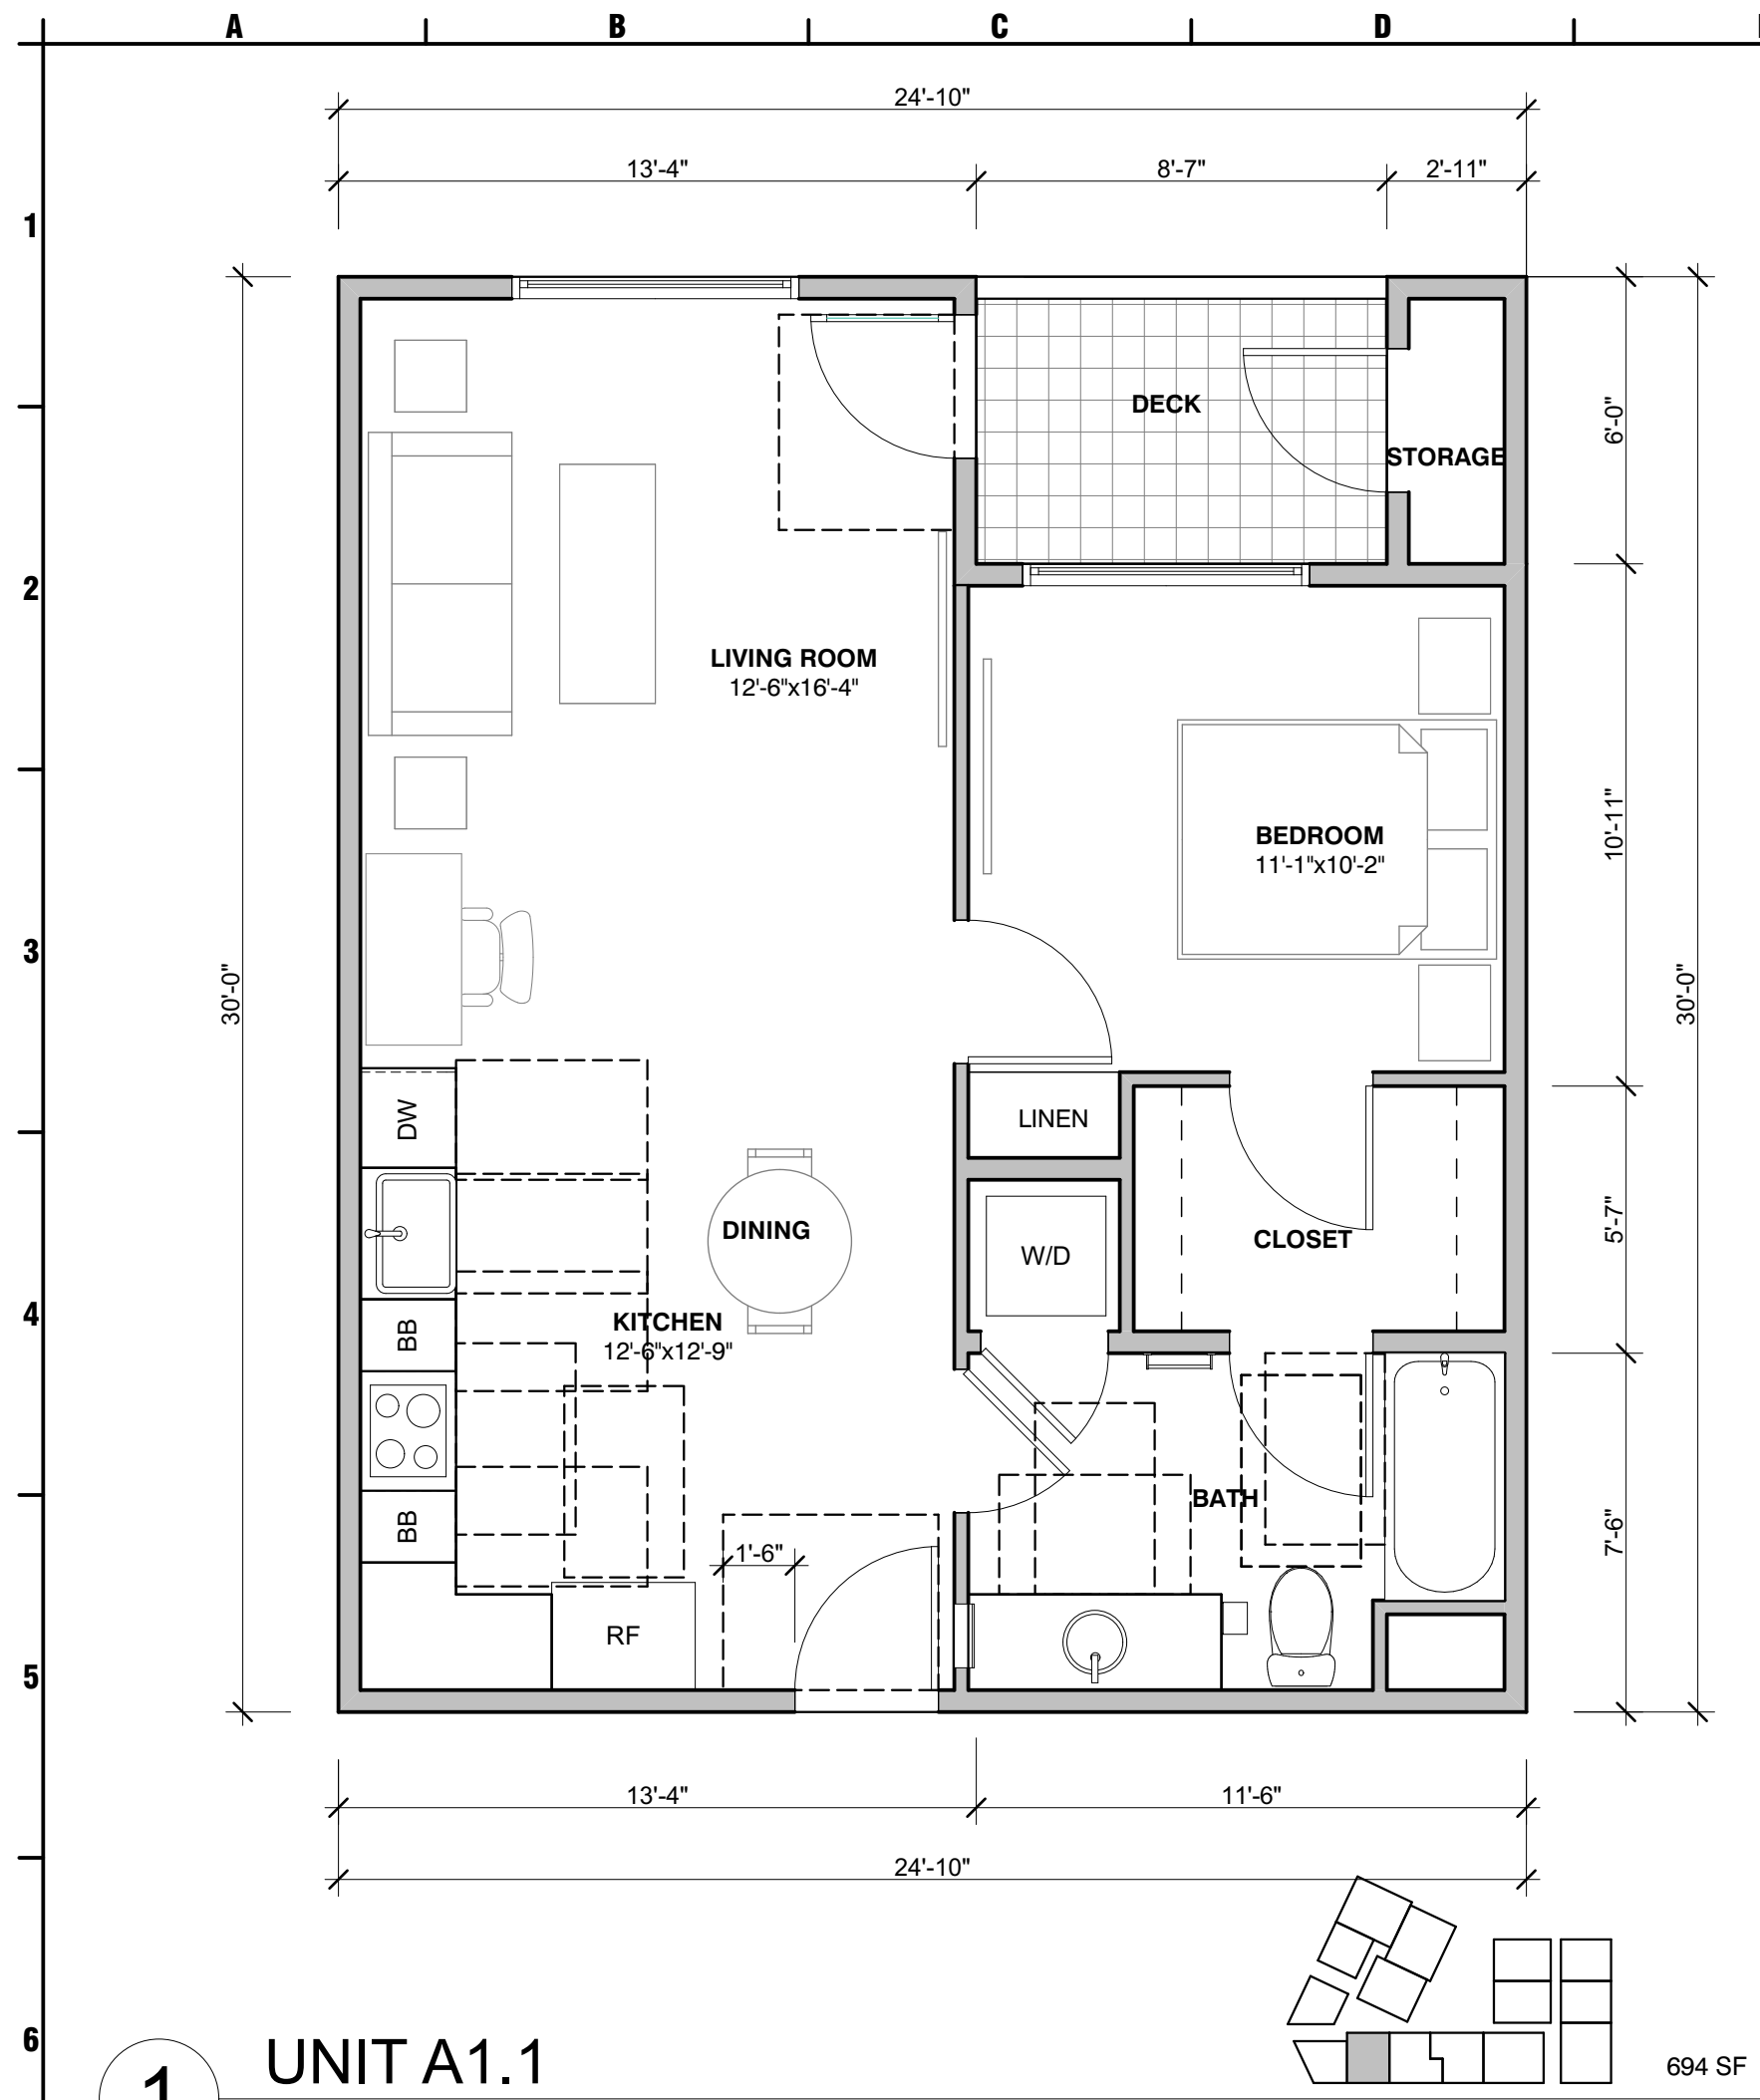 A B C D
24'-10"
13'-4" 8'-7" 2'-11"
1
DECK
6'-0"
STORAGE
2
LIVING ROOM
12'-6"x16'-4"
BEDROOM
11'-1"x10'-2"
10'-11"
3
30'-0"
30'-0"
DW
LINEN
DINING
CLOSET
5'-7"
W/D
4
KITCHEN
12'-6"x12'-9"
BB
BATH
BB
1'-6"
7'-6"
RF
5
13'-4" 11'-6"
24'-10"
6
UNIT A1.1
694 SF
1